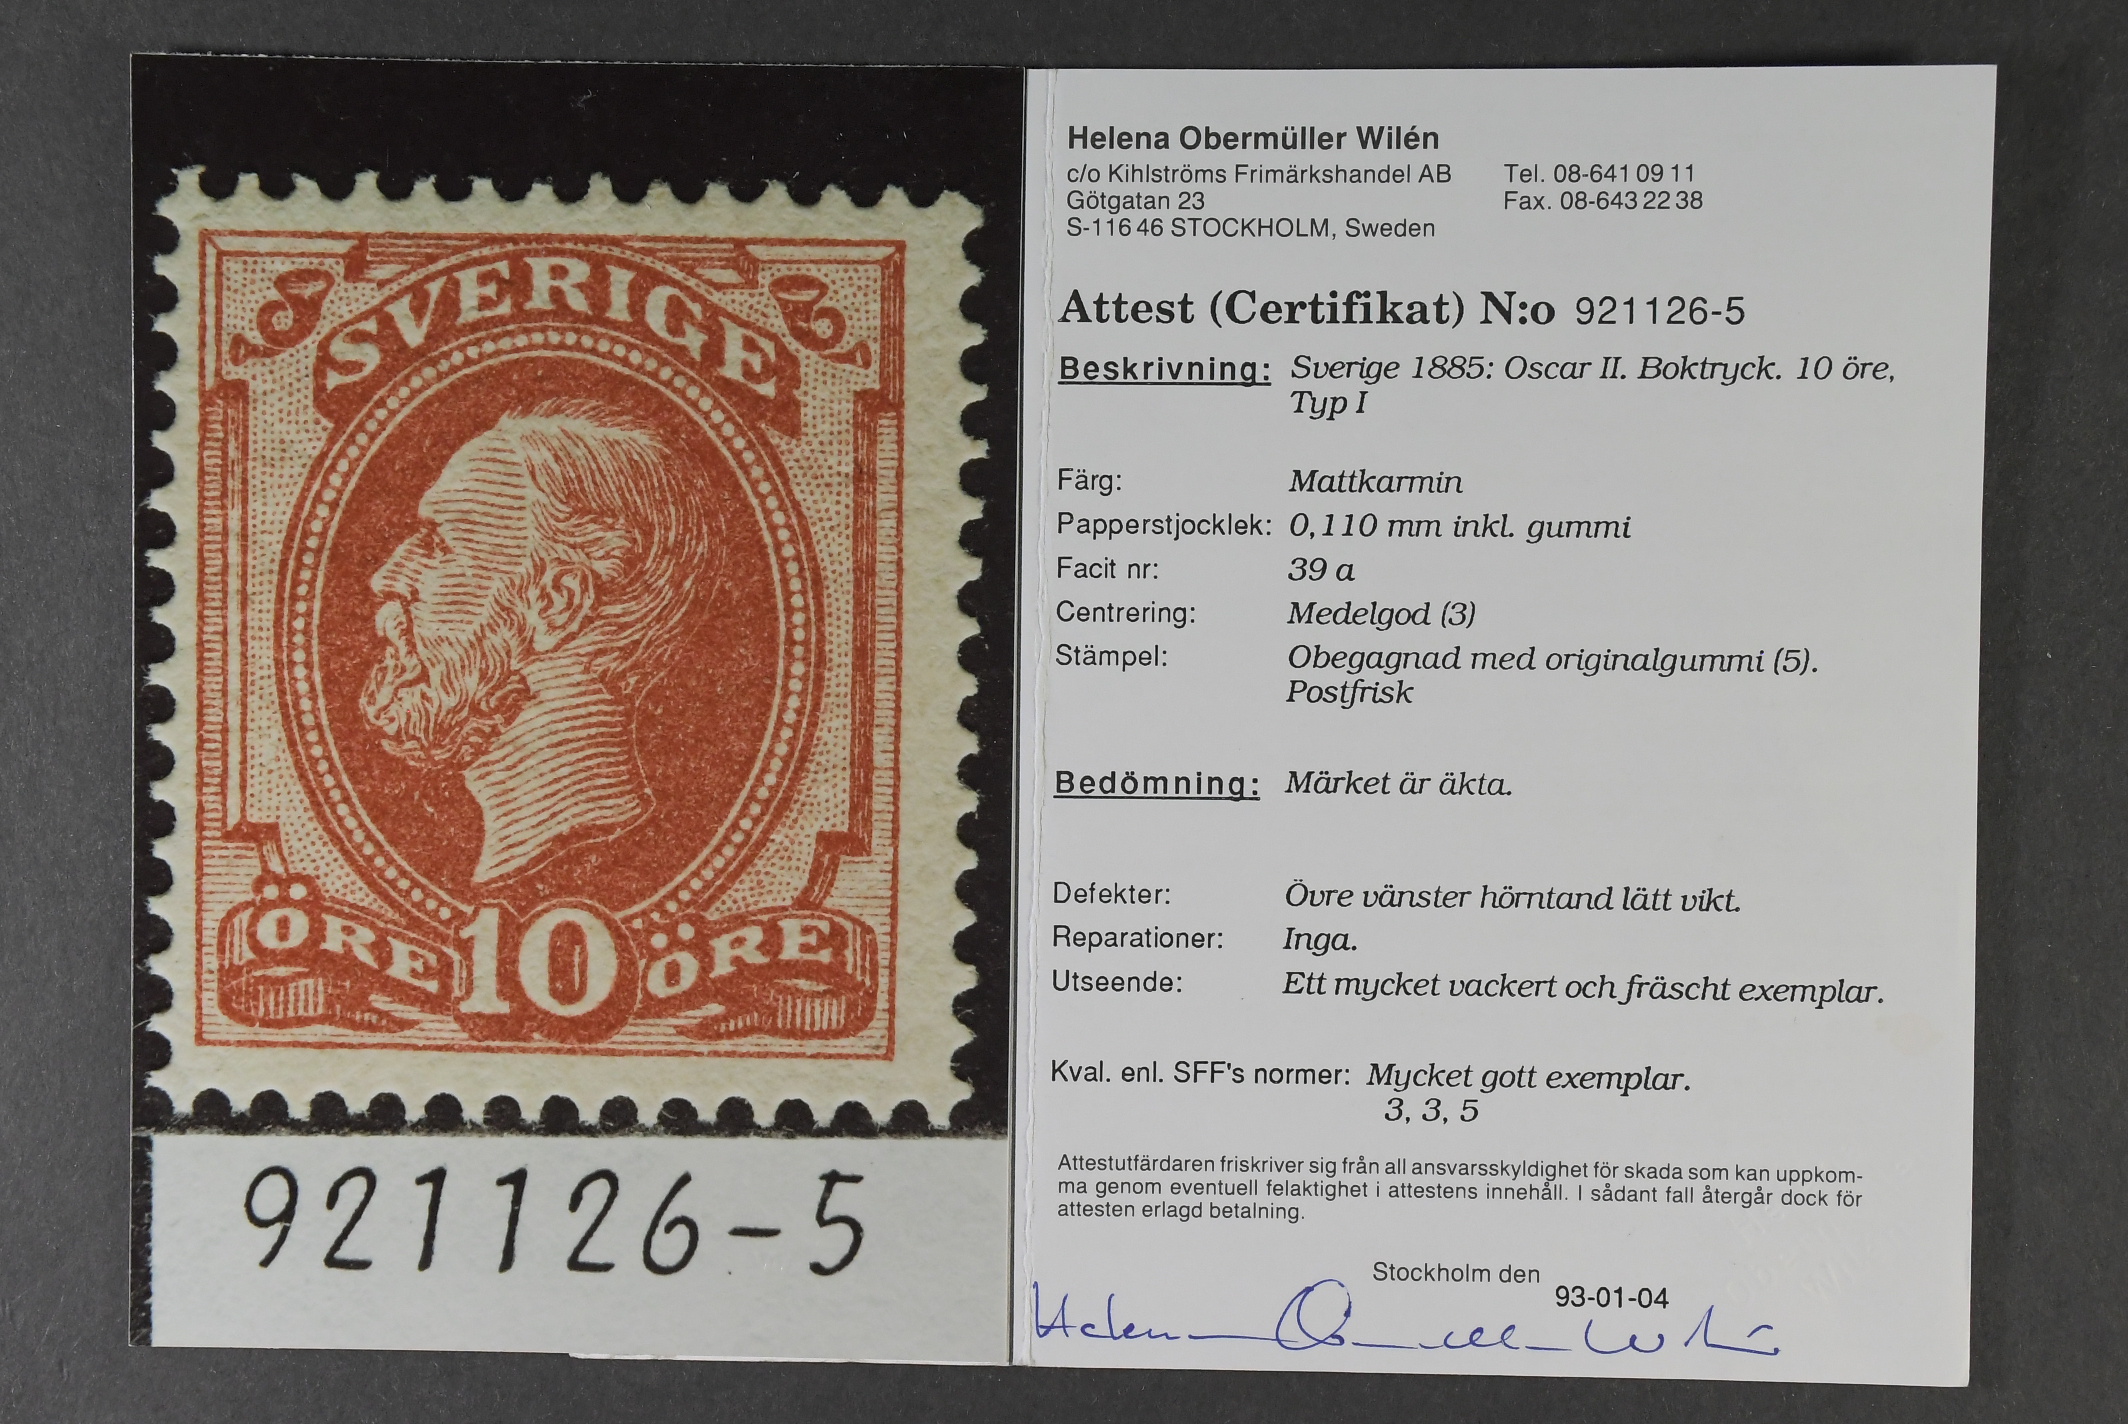 SVERIGE
ÖRE 10 ÖRE
921126-5
Helena Obermüller Wilén
c/o Kihlströms Frimärkshandel AB Tel. 08-641 09 11
Götgatan 23 Fax. 08-643 22 38
S-116 46 STOCKHOLM, Sweden
Attest (Certifikat) N:o 921126-5
Beskrivning: Sverige 1885: Oscar II. Boktryck. 10 öre,
Typ I
Färg: Mattkarmin
Papperstjocklek: 0,110 mm inkl. gummi
Facit nr: 39 a
Centrering: Medelgod (3)
Stämpel: Obegagnad med originalgummi (5).
Postfrisk
Bedömning: Märket är äkta.
Defekter: Övre vänster hörntand lätt vikt.
Reparationer: Inga.
Utseende: Ett mycket vackert och fräscht exemplar.
Kval. enl. SFF's normer: Mycket gott exemplar.
3, 3, 5
Attestutfärdaren friskriver sig från all ansvarsskyldighet för skada som kan uppkom-
ma genom eventuell felaktighet i attestens innehåll. I sådant fall återgår dock för
attesten erlagd betalning.
Stockholm den
93-01-04
Helena Obermüller Wilén